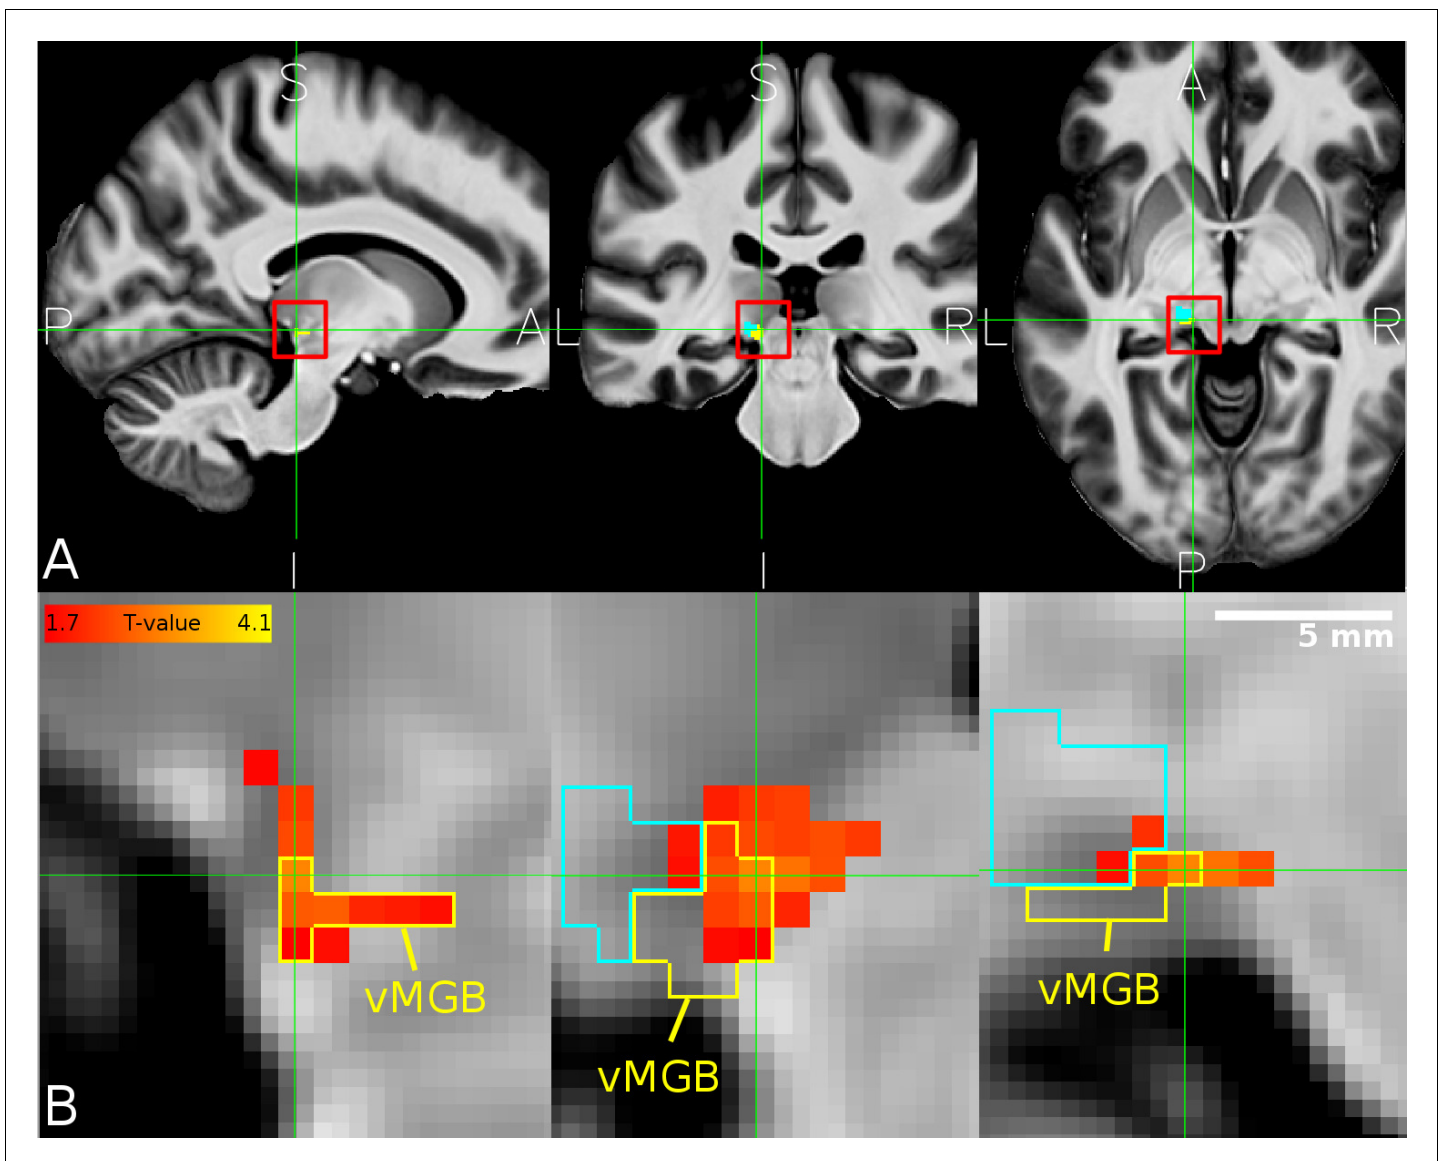 S S A
P A L R L R
A I I P
1.7 T-value 4.1
5 mm
vMGB vMGB
vMGB
B